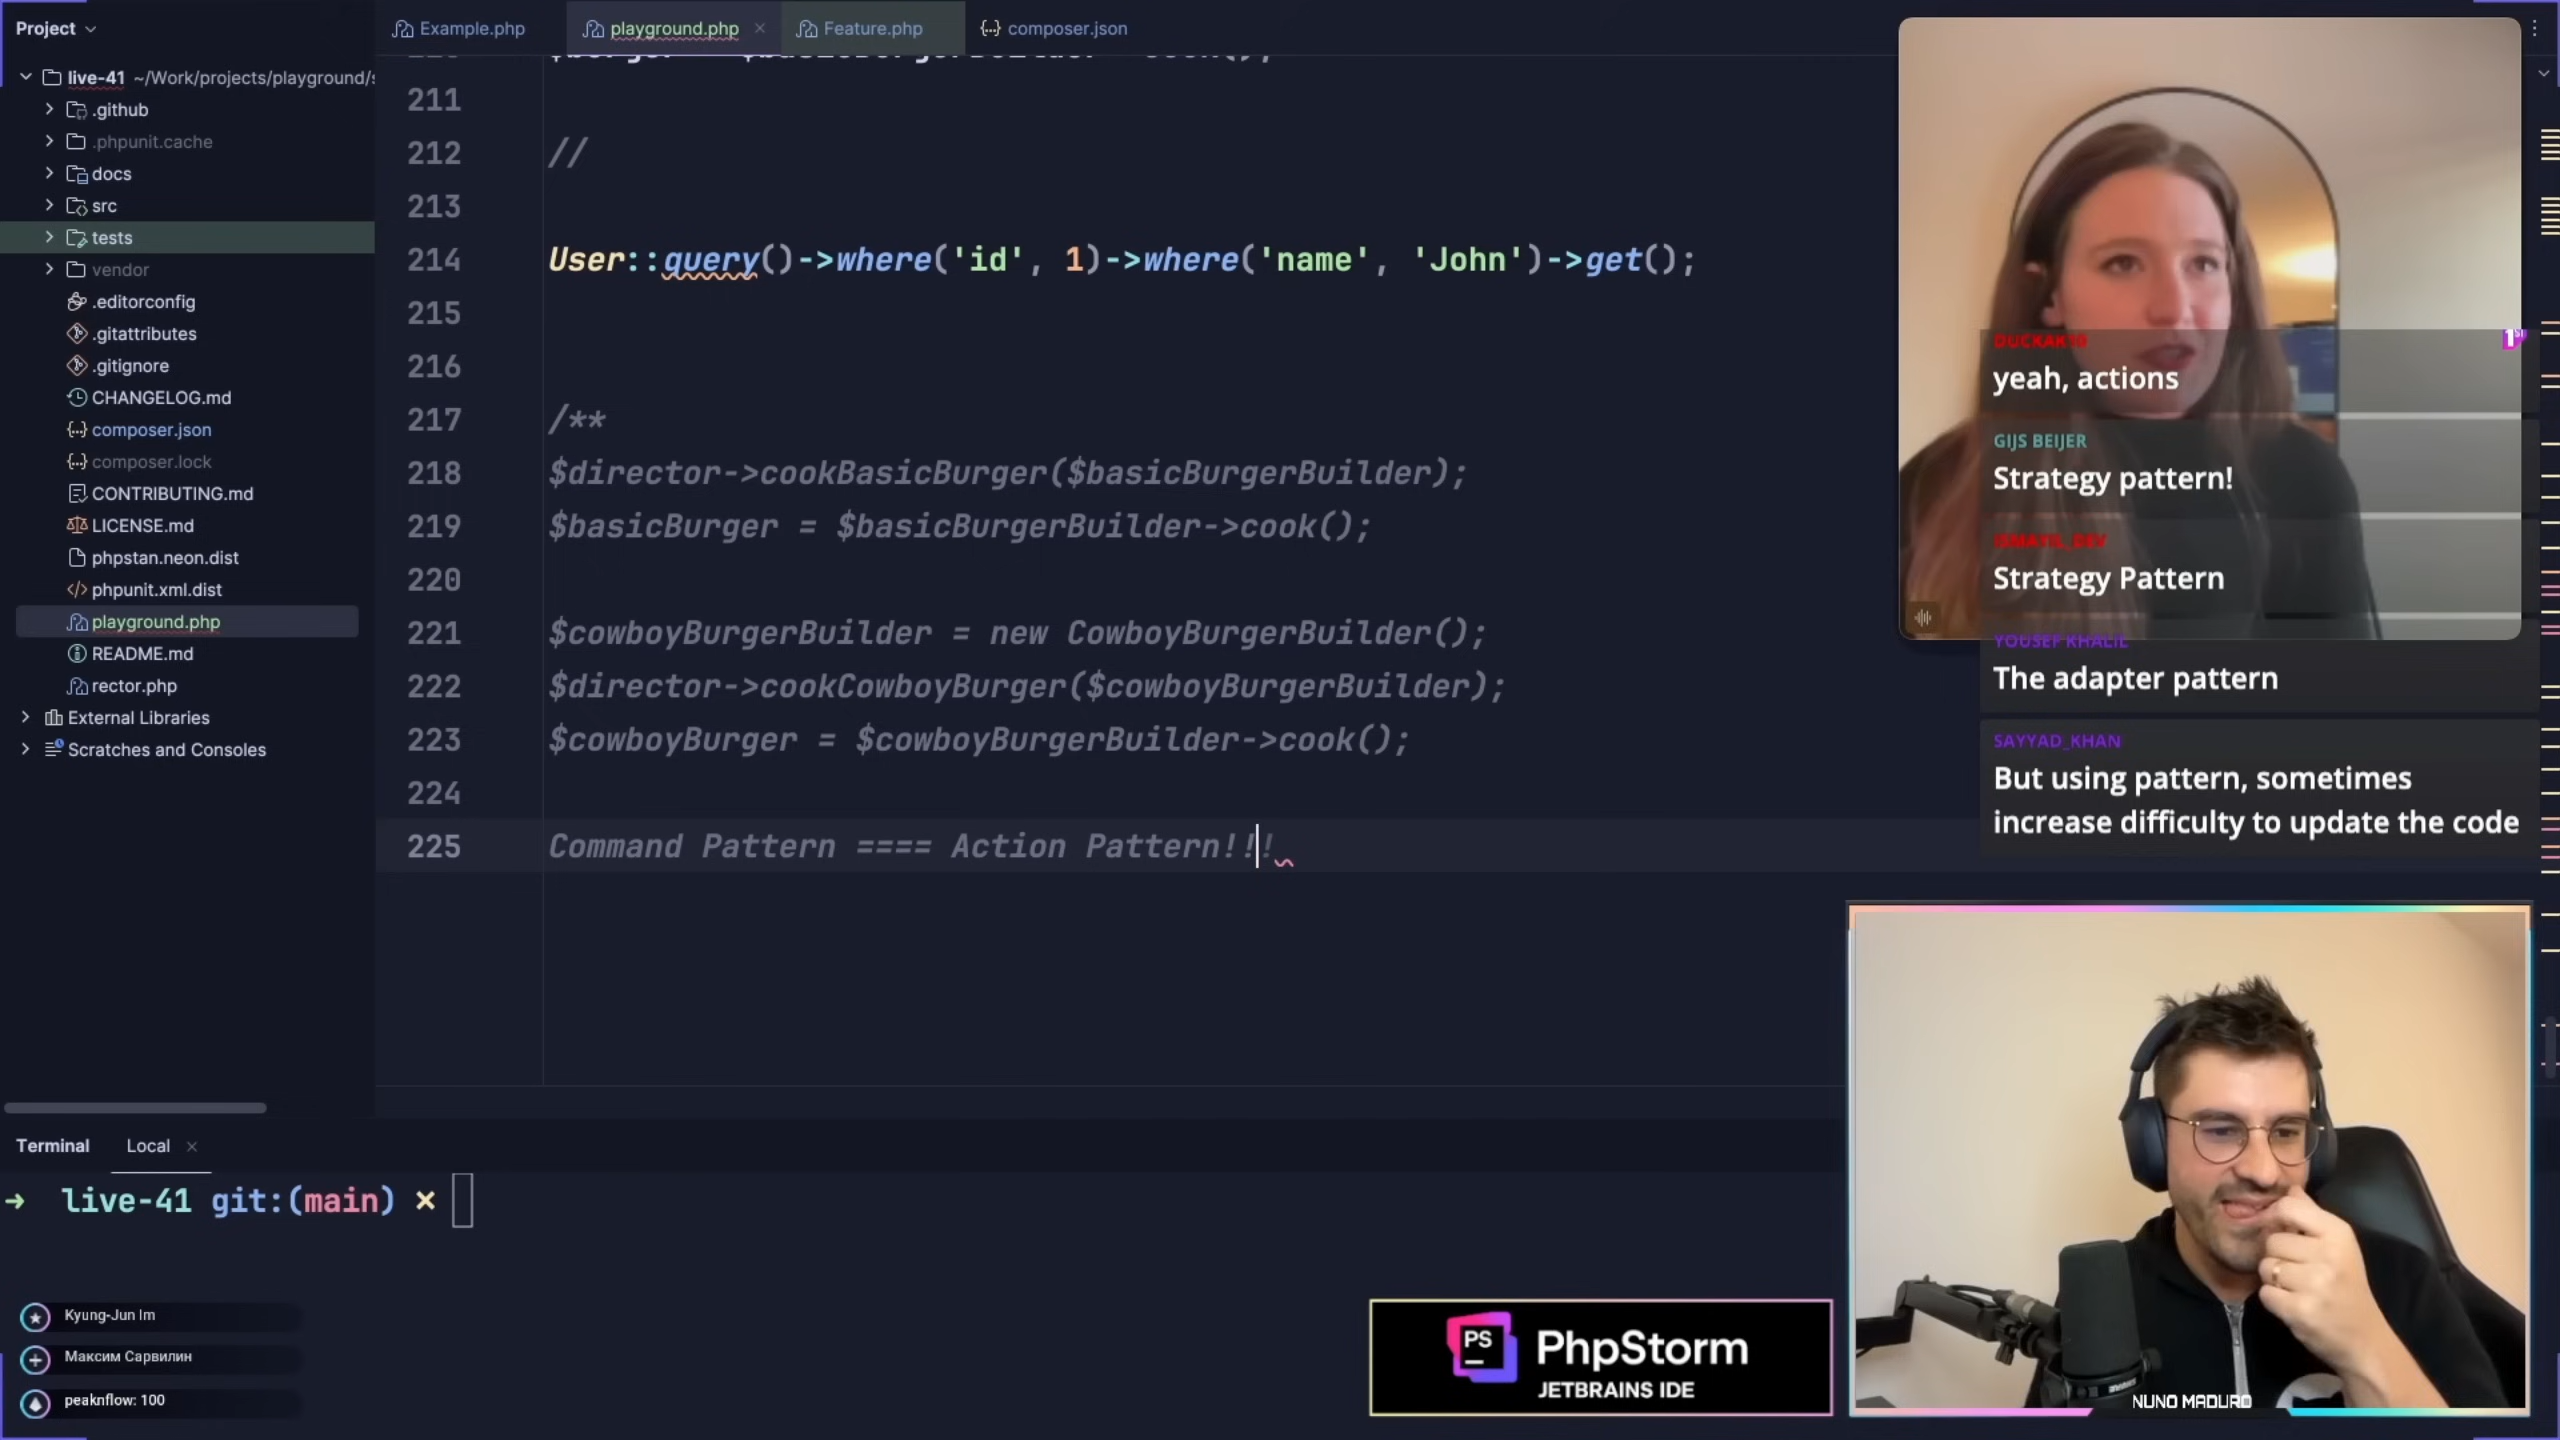 Project
Example.php
playground.php
Feature.php
composer.json
live-41 ~/Work/projects/playground/s
.github
.phpunit.cache
docs
src
tests
vendor
.editorconfig
.gitattributes
.gitignore
CHANGELOG.md
composer.json
composer.lock
CONTRIBUTING.md
LICENSE.md
phpstan.neon.dist
phpunit.xml.dist
playground.php
README.md
rector.php
External Libraries
Scratches and Consoles
211
212 //
213
214 User::query()->where('id', 1)->where('name', 'John')->get();
215
216
217 /**
218 $director->cookBasicBurger($basicBurgerBuilder);
219 $basicBurger = $basicBurgerBuilder->cook();
220
221 $cowboyBurgerBuilder = new CowboyBurgerBuilder();
222 $director->cookCowboyBurger($cowboyBurgerBuilder);
223 $cowboyBurger = $cowboyBurgerBuilder->cook();
224
225 Command Pattern ==== Action Pattern!!!
yeah, actions
GIJS BEIJER
Strategy pattern!
Strategy Pattern
YOUSEF KHALIL
The adapter pattern
SAYYAD_KHAN
But using pattern, sometimes
increase difficulty to update the code
Terminal
Local
→ live-41 git:(main) ×
Kyung-Jun Im
Максим Сарвилин
peaknflow: 100
PS
PhpStorm
JETBRAINS IDE
NUNO MADURO